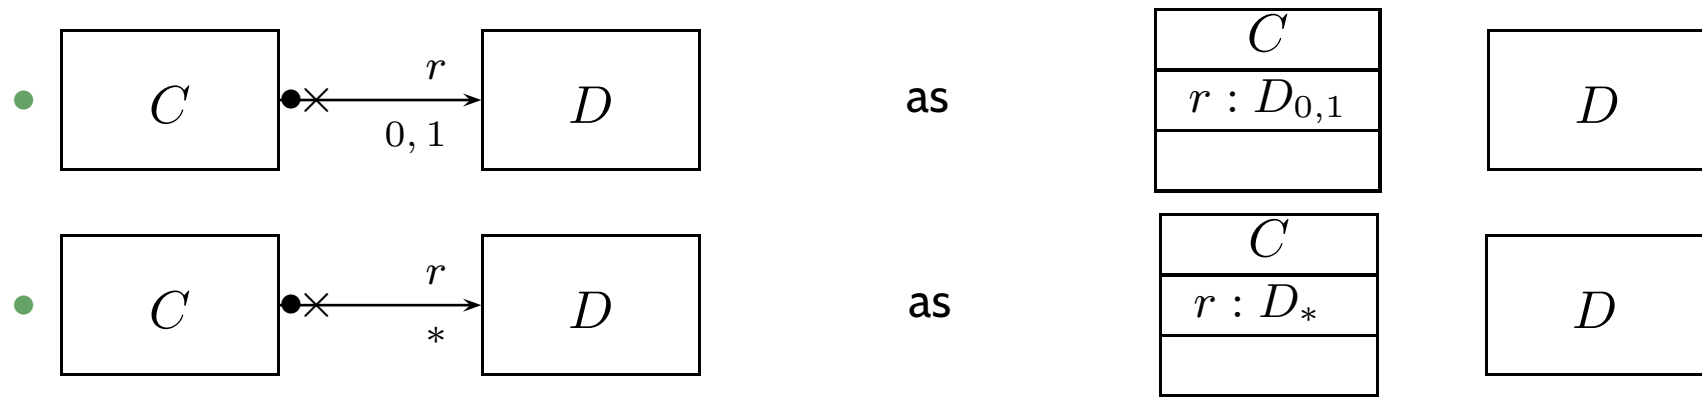 C r 0, 1 D as C r : D₀,₁ D
C r * D as C r : D* D